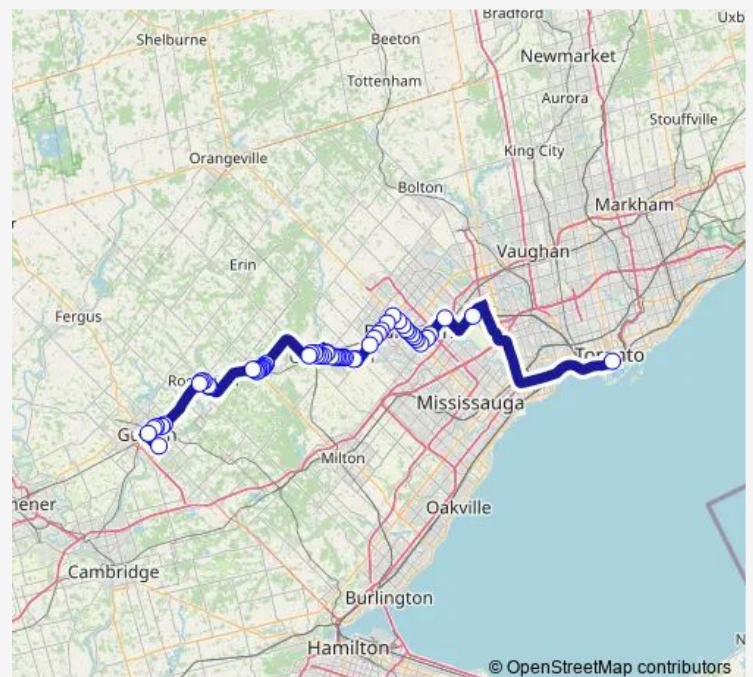 Bradford
Uxb
Shelburne
Beeton
Newmarket
Tottenham
Aurora
Stouffville
King City
Orangeville
Bolton
Markham
Vaughan
Erin
Fergus
Toronto
Mississauga
Milton
ener
Oakville
Cambridge
Burlington
Hamilton
© OpenStreetMap contributors